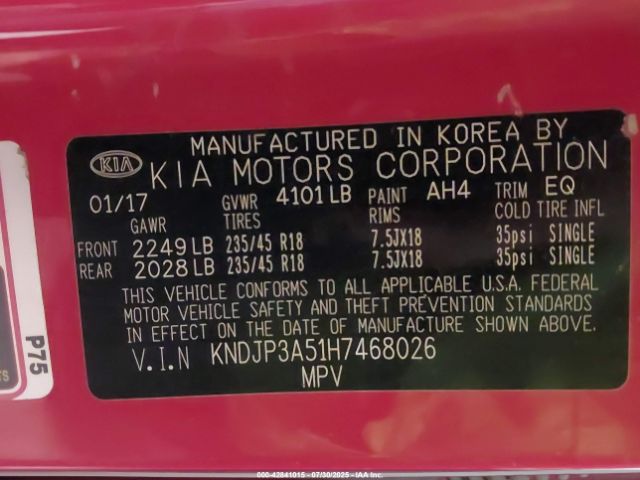 MANUFACTURED IN KOREA BY
KIA KIA MOTORS CORPORATION
01/17 GVWR 4101 LB PAINT AH4 TRIM EQ
GAWR TIRES RIMS COLD TIRE INFL
FRONT 2249 LB 235/45 R18 7.5JX18 35psi SINGLE
REAR 2028 LB 235/45 R18 7.5JX18 35psi SINGLE
THIS VEHICLE CONFORMS TO ALL APPLICABLE U.S.A. FEDERAL
MOTOR VEHICLE SAFETY AND THEFT PREVENTION STANDARDS
IN EFFECT ON THE DATE OF MANUFACTURE SHOWN ABOVE.
V.I.N KNDJP3A51H7468026
MPV
P75
000-42841015 - 07/30/2025 - IAA Inc.